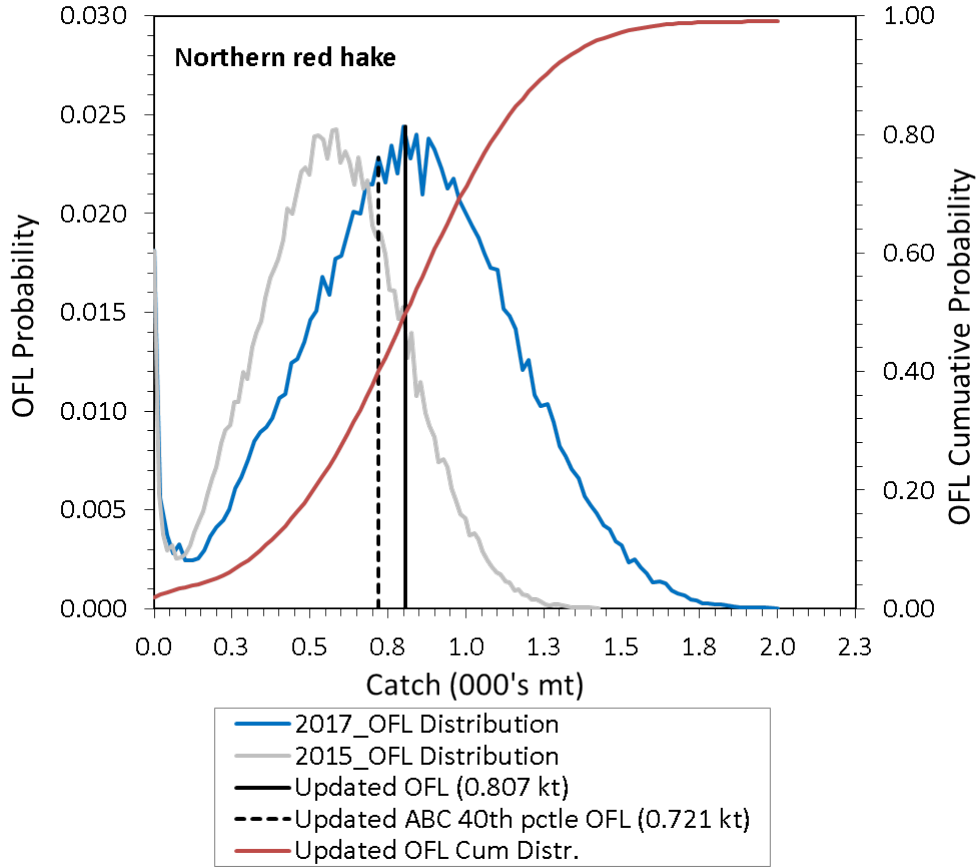 Northern red hake
OFL Probability
0.030
0.025
0.020
0.015
0.010
0.005
0.000
OFL Cumuative Probability
1.00
0.80
0.60
0.40
0.20
0.00
0.0 0.3 0.5 0.8 1.0 1.3 1.5 1.8 2.0 2.3
Catch (000's mt)
2017_OFL Distribution
2015_OFL Distribution
Updated OFL (0.807 kt)
Updated ABC 40th pctle OFL (0.721 kt)
Updated OFL Cum Distr.